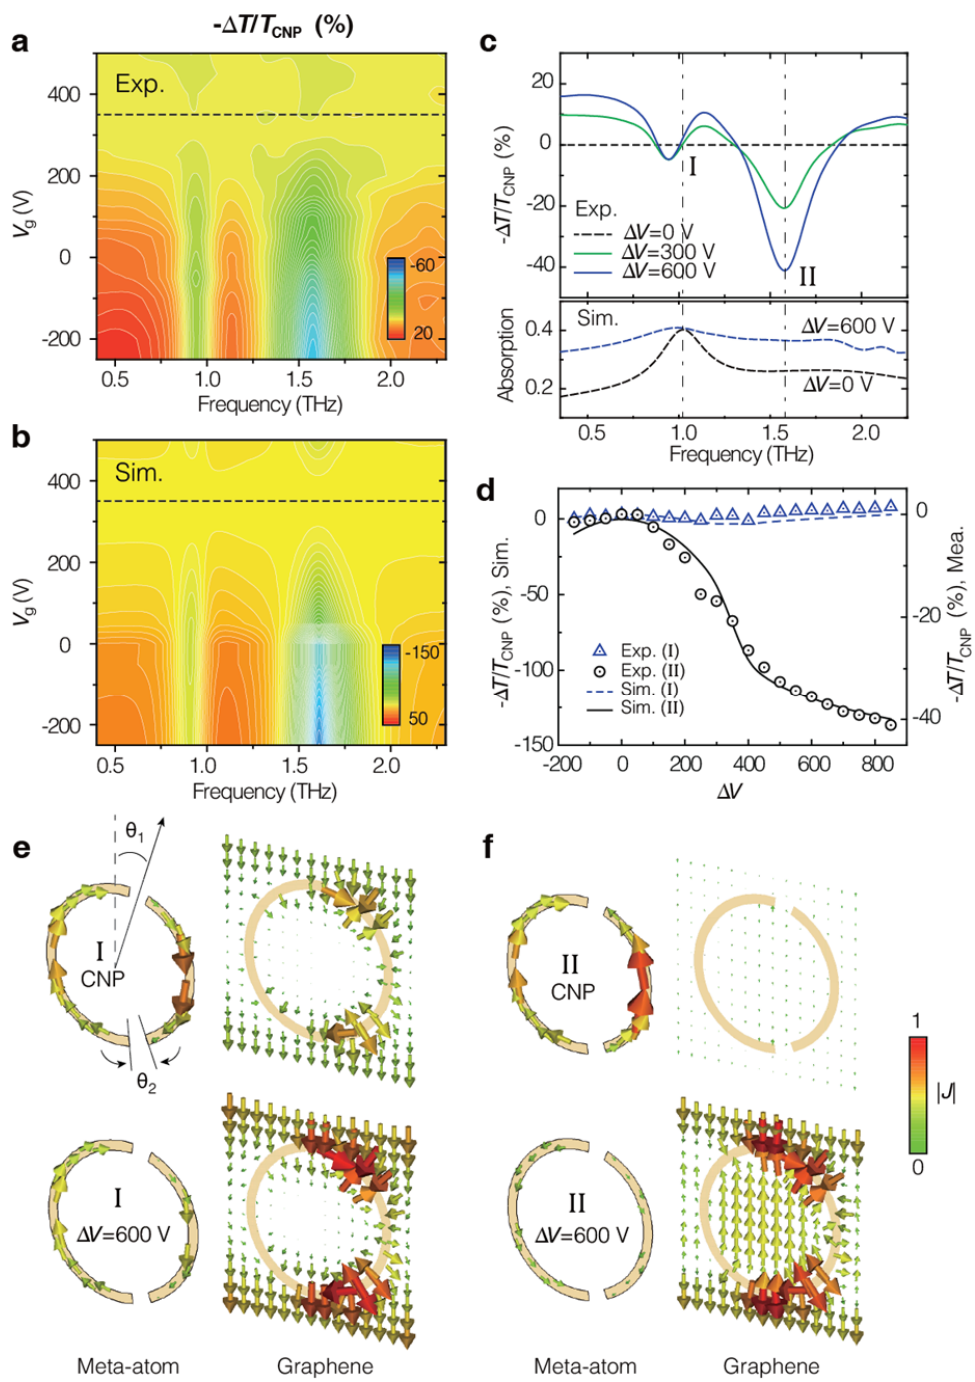 -ΔT/T_CNP (%)
a
Exp.
V_g (V)
400
200
0
-200
-60
20
0.5 1.0 1.5 2.0
Frequency (THz)
b
Sim.
V_g (V)
400
200
0
-200
-150
50
0.5 1.0 1.5 2.0
Frequency (THz)
c
-ΔT/T_CNP (%)
20
0
-20
-40
I
II
Exp.
ΔV=0 V
ΔV=300 V
ΔV=600 V
Absorption
0.4
0.2
Sim.
ΔV=600 V
ΔV=0 V
0.5 1.0 1.5 2.0
Frequency (THz)
d
-ΔT/T_CNP (%), Sim.
0
-50
-100
-150
Exp. (I)
Exp. (II)
Sim. (I)
Sim. (II)
0
-20
-40
-ΔT/T_CNP (%), Mea.
-200 0 200 400 600 800
ΔV
e
θ1
I
CNP
θ2
I
ΔV=600 V
Meta-atom
Graphene
f
II
CNP
II
ΔV=600 V
Meta-atom
Graphene
1
|J|
0